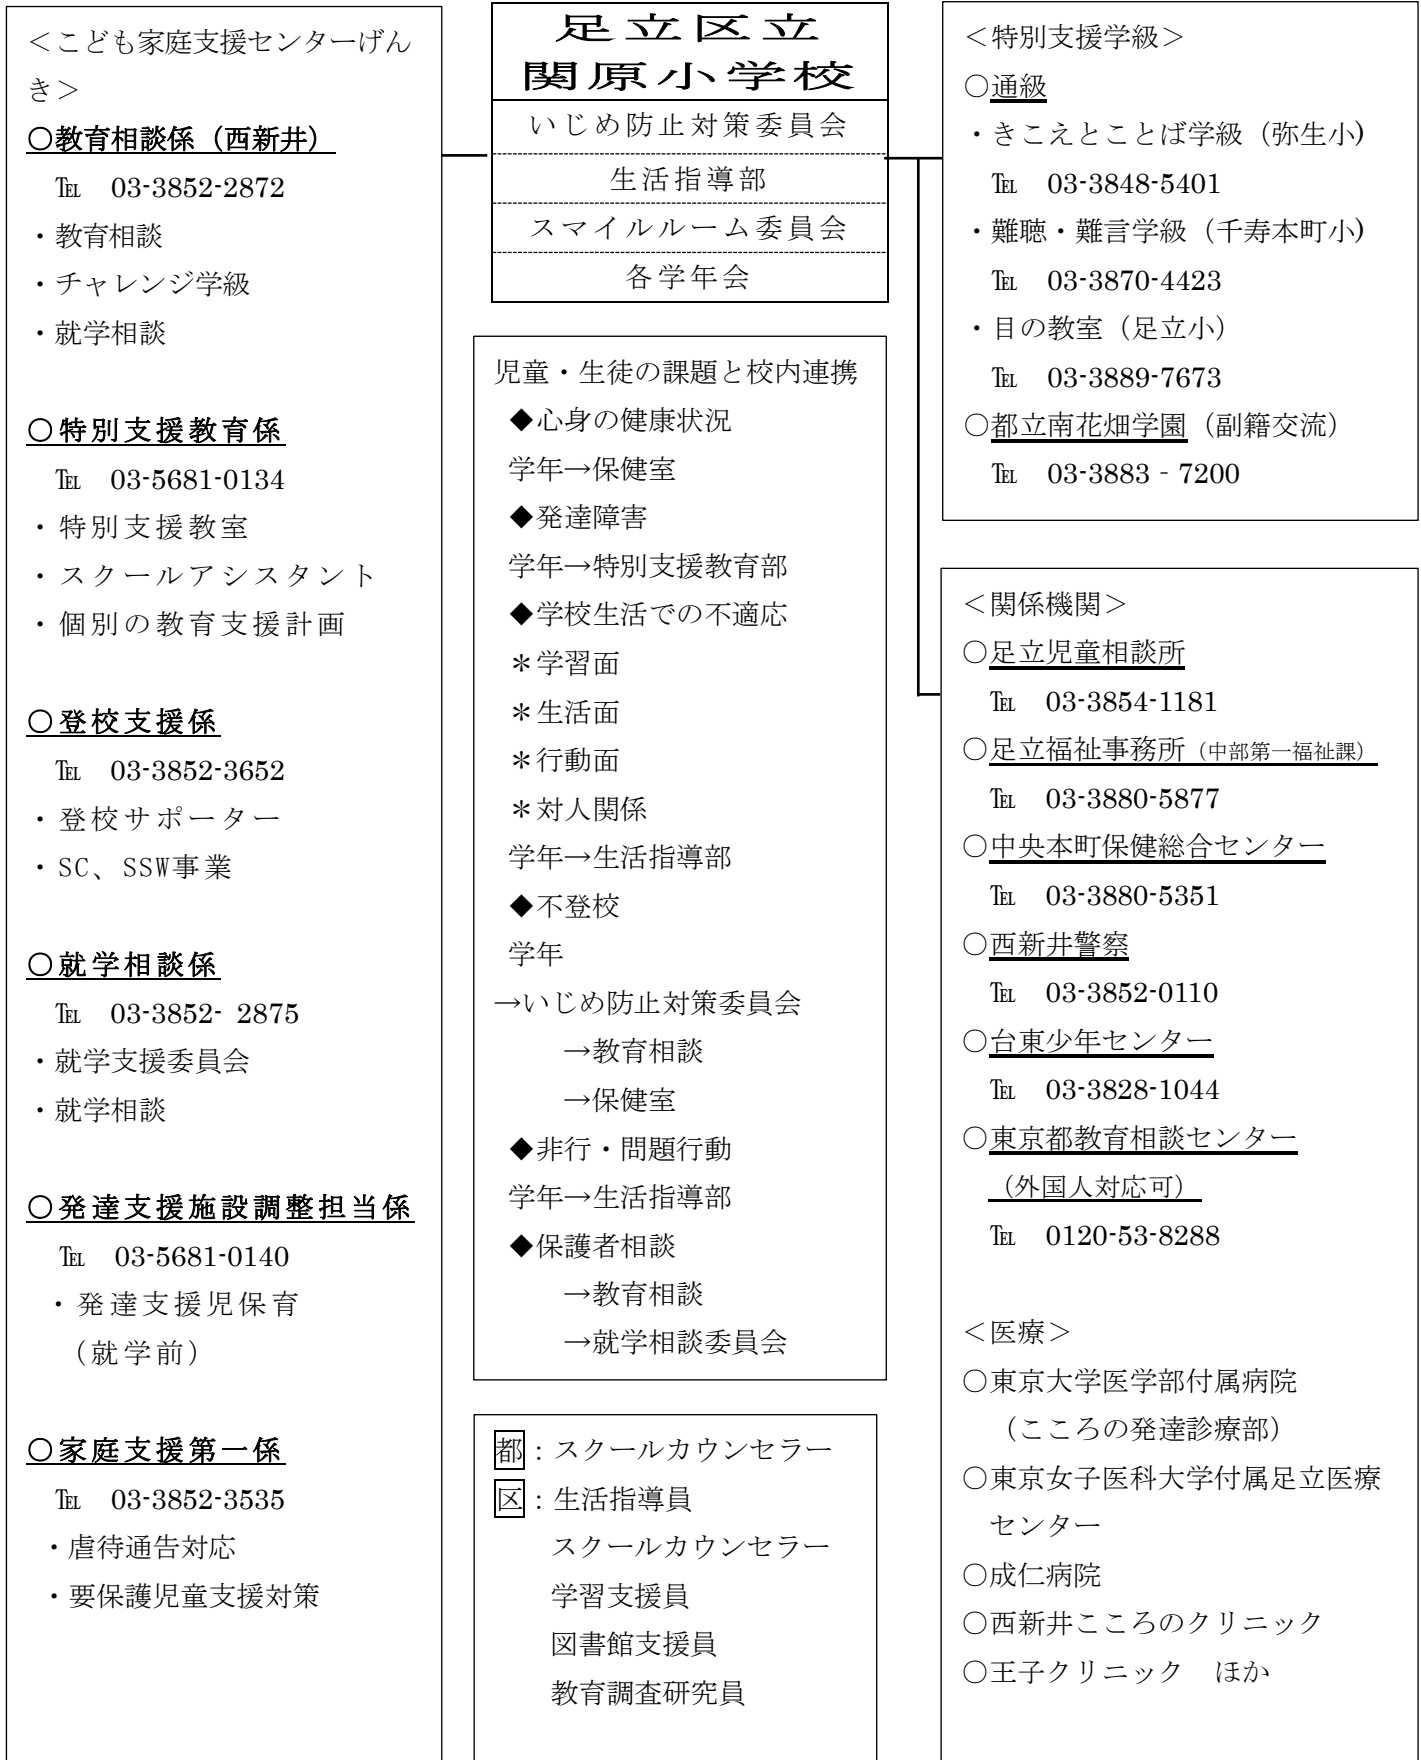 ＜こども家庭支援センターげん
き＞
〇教育相談係（西新井）
℡　03-3852-2872
・教育相談
・チャレンジ学級
・就学相談
〇特別支援教育係
℡　03-5681-0134
・特別支援教室
・スクールアシスタント
・個別の教育支援計画
〇登校支援係
℡　03-3852-3652
・登校サポーター
・SC、SSW事業
〇就学相談係
℡　03-3852- 2875
・就学支援委員会
・就学相談
〇発達支援施設調整担当係
℡　03-5681-0140
・発達支援児保育
（就学前）
〇家庭支援第一係
℡　03-3852-3535
・虐待通告対応
・要保護児童支援対策
足立区立
関原小学校
いじめ防止対策委員会
生活指導部
スマイルルーム委員会
各学年会
児童・生徒の課題と校内連携
◆心身の健康状況
学年→保健室
◆発達障害
学年→特別支援教育部
◆学校生活での不適応
＊学習面
＊生活面
＊行動面
＊対人関係
学年→生活指導部
◆不登校
学年
→いじめ防止対策委員会
→教育相談
→保健室
◆非行・問題行動
学年→生活指導部
◆保護者相談
→教育相談
→就学相談委員会
都：スクールカウンセラー
区：生活指導員
スクールカウンセラー
学習支援員
図書館支援員
教育調査研究員
＜特別支援学級＞
〇通級
・きこえとことば学級（弥生小)
℡　03-3848-5401
・難聴・難言学級（千寿本町小)
℡　03-3870-4423
・目の教室（足立小）
℡　03-3889-7673
〇都立南花畑学園（副籍交流）
℡　03-3883‐7200
＜関係機関＞
〇足立児童相談所
℡　03-3854-1181
〇足立福祉事務所（中部第一福祉課）
℡　03-3880-5877
〇中央本町保健総合センター
℡　03-3880-5351
〇西新井警察
℡　03-3852-0110
〇台東少年センター
℡　03-3828-1044
〇東京都教育相談センター
（外国人対応可）
℡　0120-53-8288
＜医療＞
〇東京大学医学部付属病院
（こころの発達診療部）
〇東京女子医科大学付属足立医療
センター
〇成仁病院
〇西新井こころのクリニック
〇王子クリニック　ほか